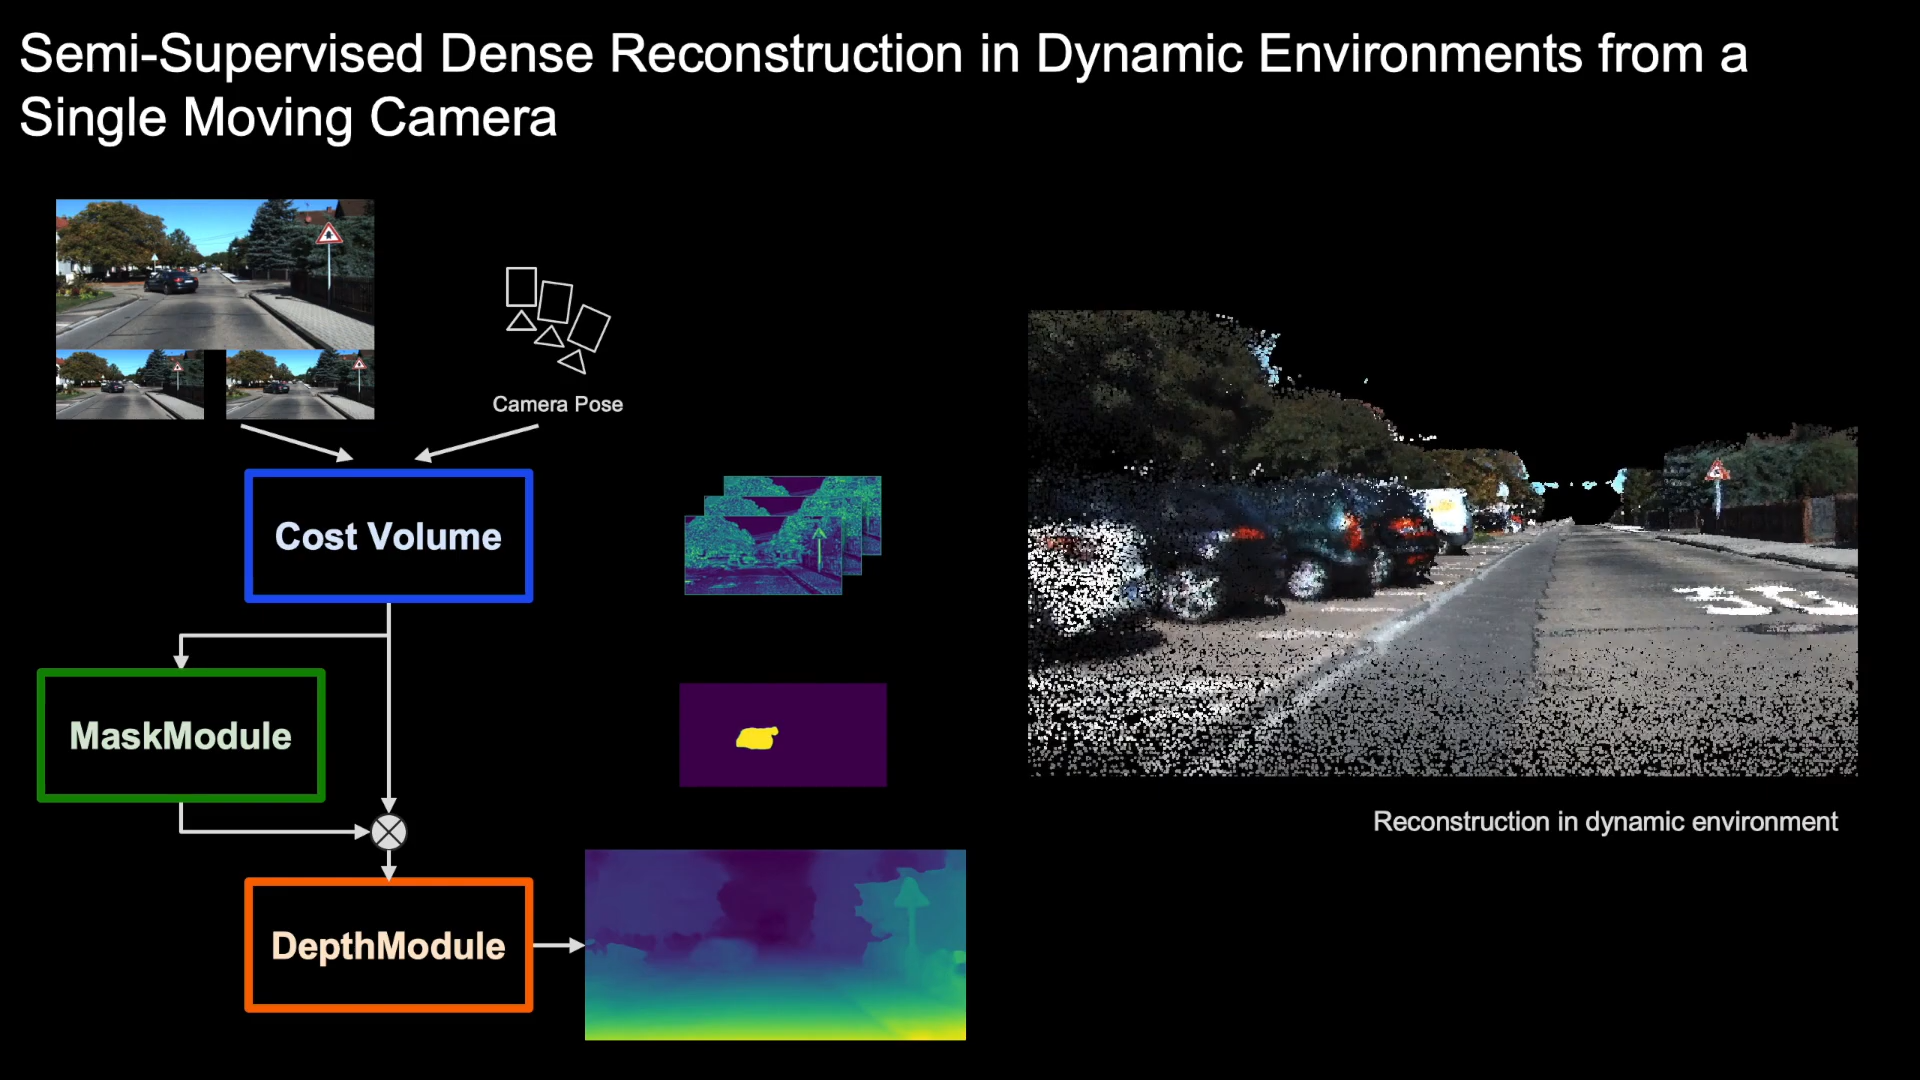 Semi-Supervised Dense Reconstruction in Dynamic Environments from a
Single Moving Camera
Camera Pose
Cost Volume
MaskModule
DepthModule
30
Reconstruction in dynamic environment